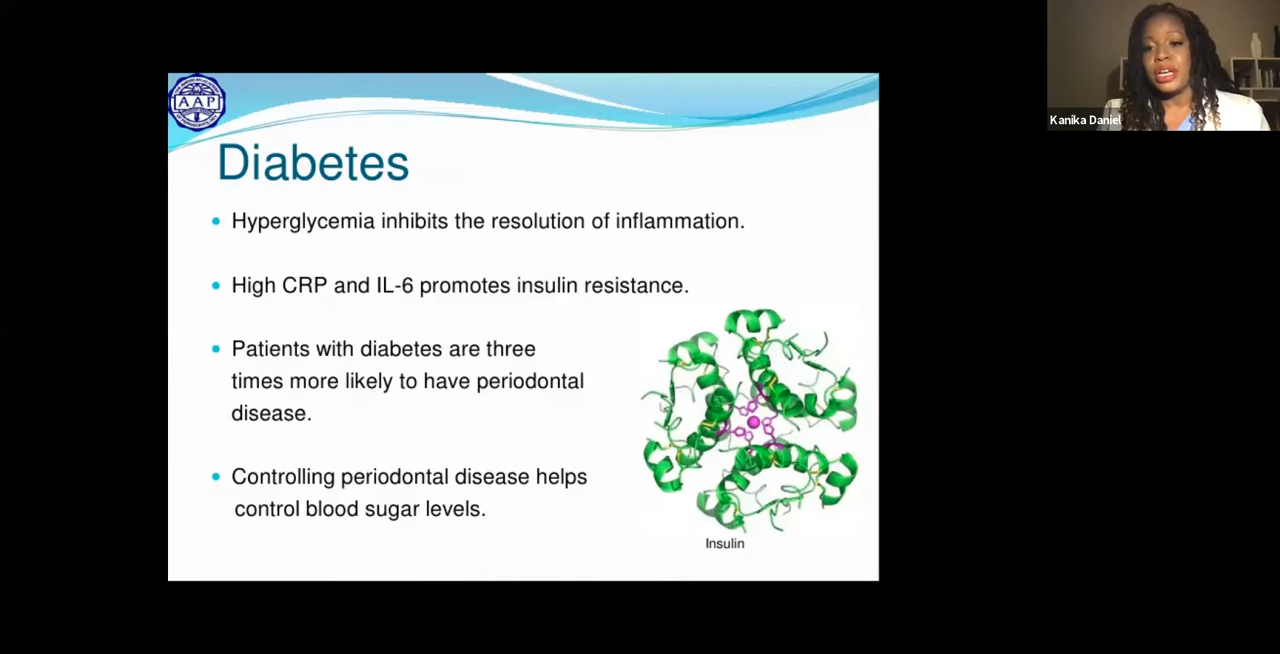 AAP
Diabetes
Hyperglycemia inhibits the resolution of inflammation.
High CRP and IL-6 promotes insulin resistance.
Patients with diabetes are three
times more likely to have periodontal
disease.
Controlling periodontal disease helps
control blood sugar levels.
Insulin
Kanika Daniel